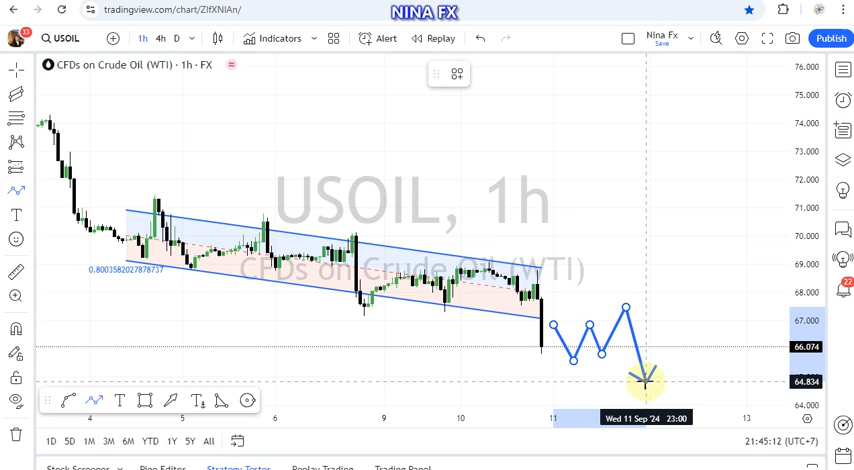 tradingview.com/chart/ZIfXNIAn/
NINA FX
33
USOIL
1h
4h
D
Indicators
Alert
Replay
Nina Fx
Save
Publish
CFDs on Crude Oil (WTI) · 1h · FX
USOIL, 1h
CFDs on Crude Oil (WTI)
0.8003582027878737
76.000
75.000
74.000
73.000
72.000
71.000
70.000
69.000
68.000
67.000
66.074
64.834
64.000
22
4
5
6
9
10
11
Wed 11 Sep '24 23:00
13
1D 5D 1M 3M 6M YTD 1Y 5Y All
21:45:12 (UTC+7)
Stock Screener
Pine Editor
Strategy Tester
Replay Trading
Trading Panel